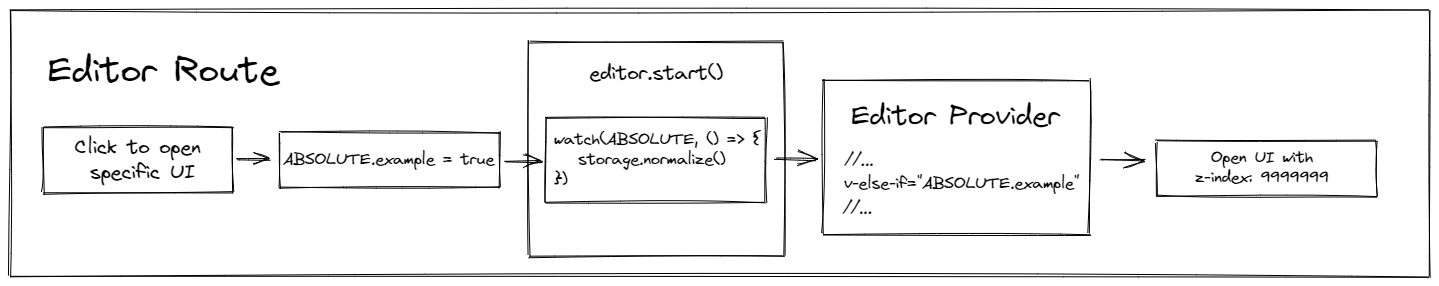 Editor Route
Click to open
specific UI
ABSOLUTE.example = true
editor.start()
watch(ABSOLUTE, () => {
storage.normalize()
})
Editor Provider
//...
v-else-if="ABSOLUTE.example"
//...
Open UI with
z-index: 9999999